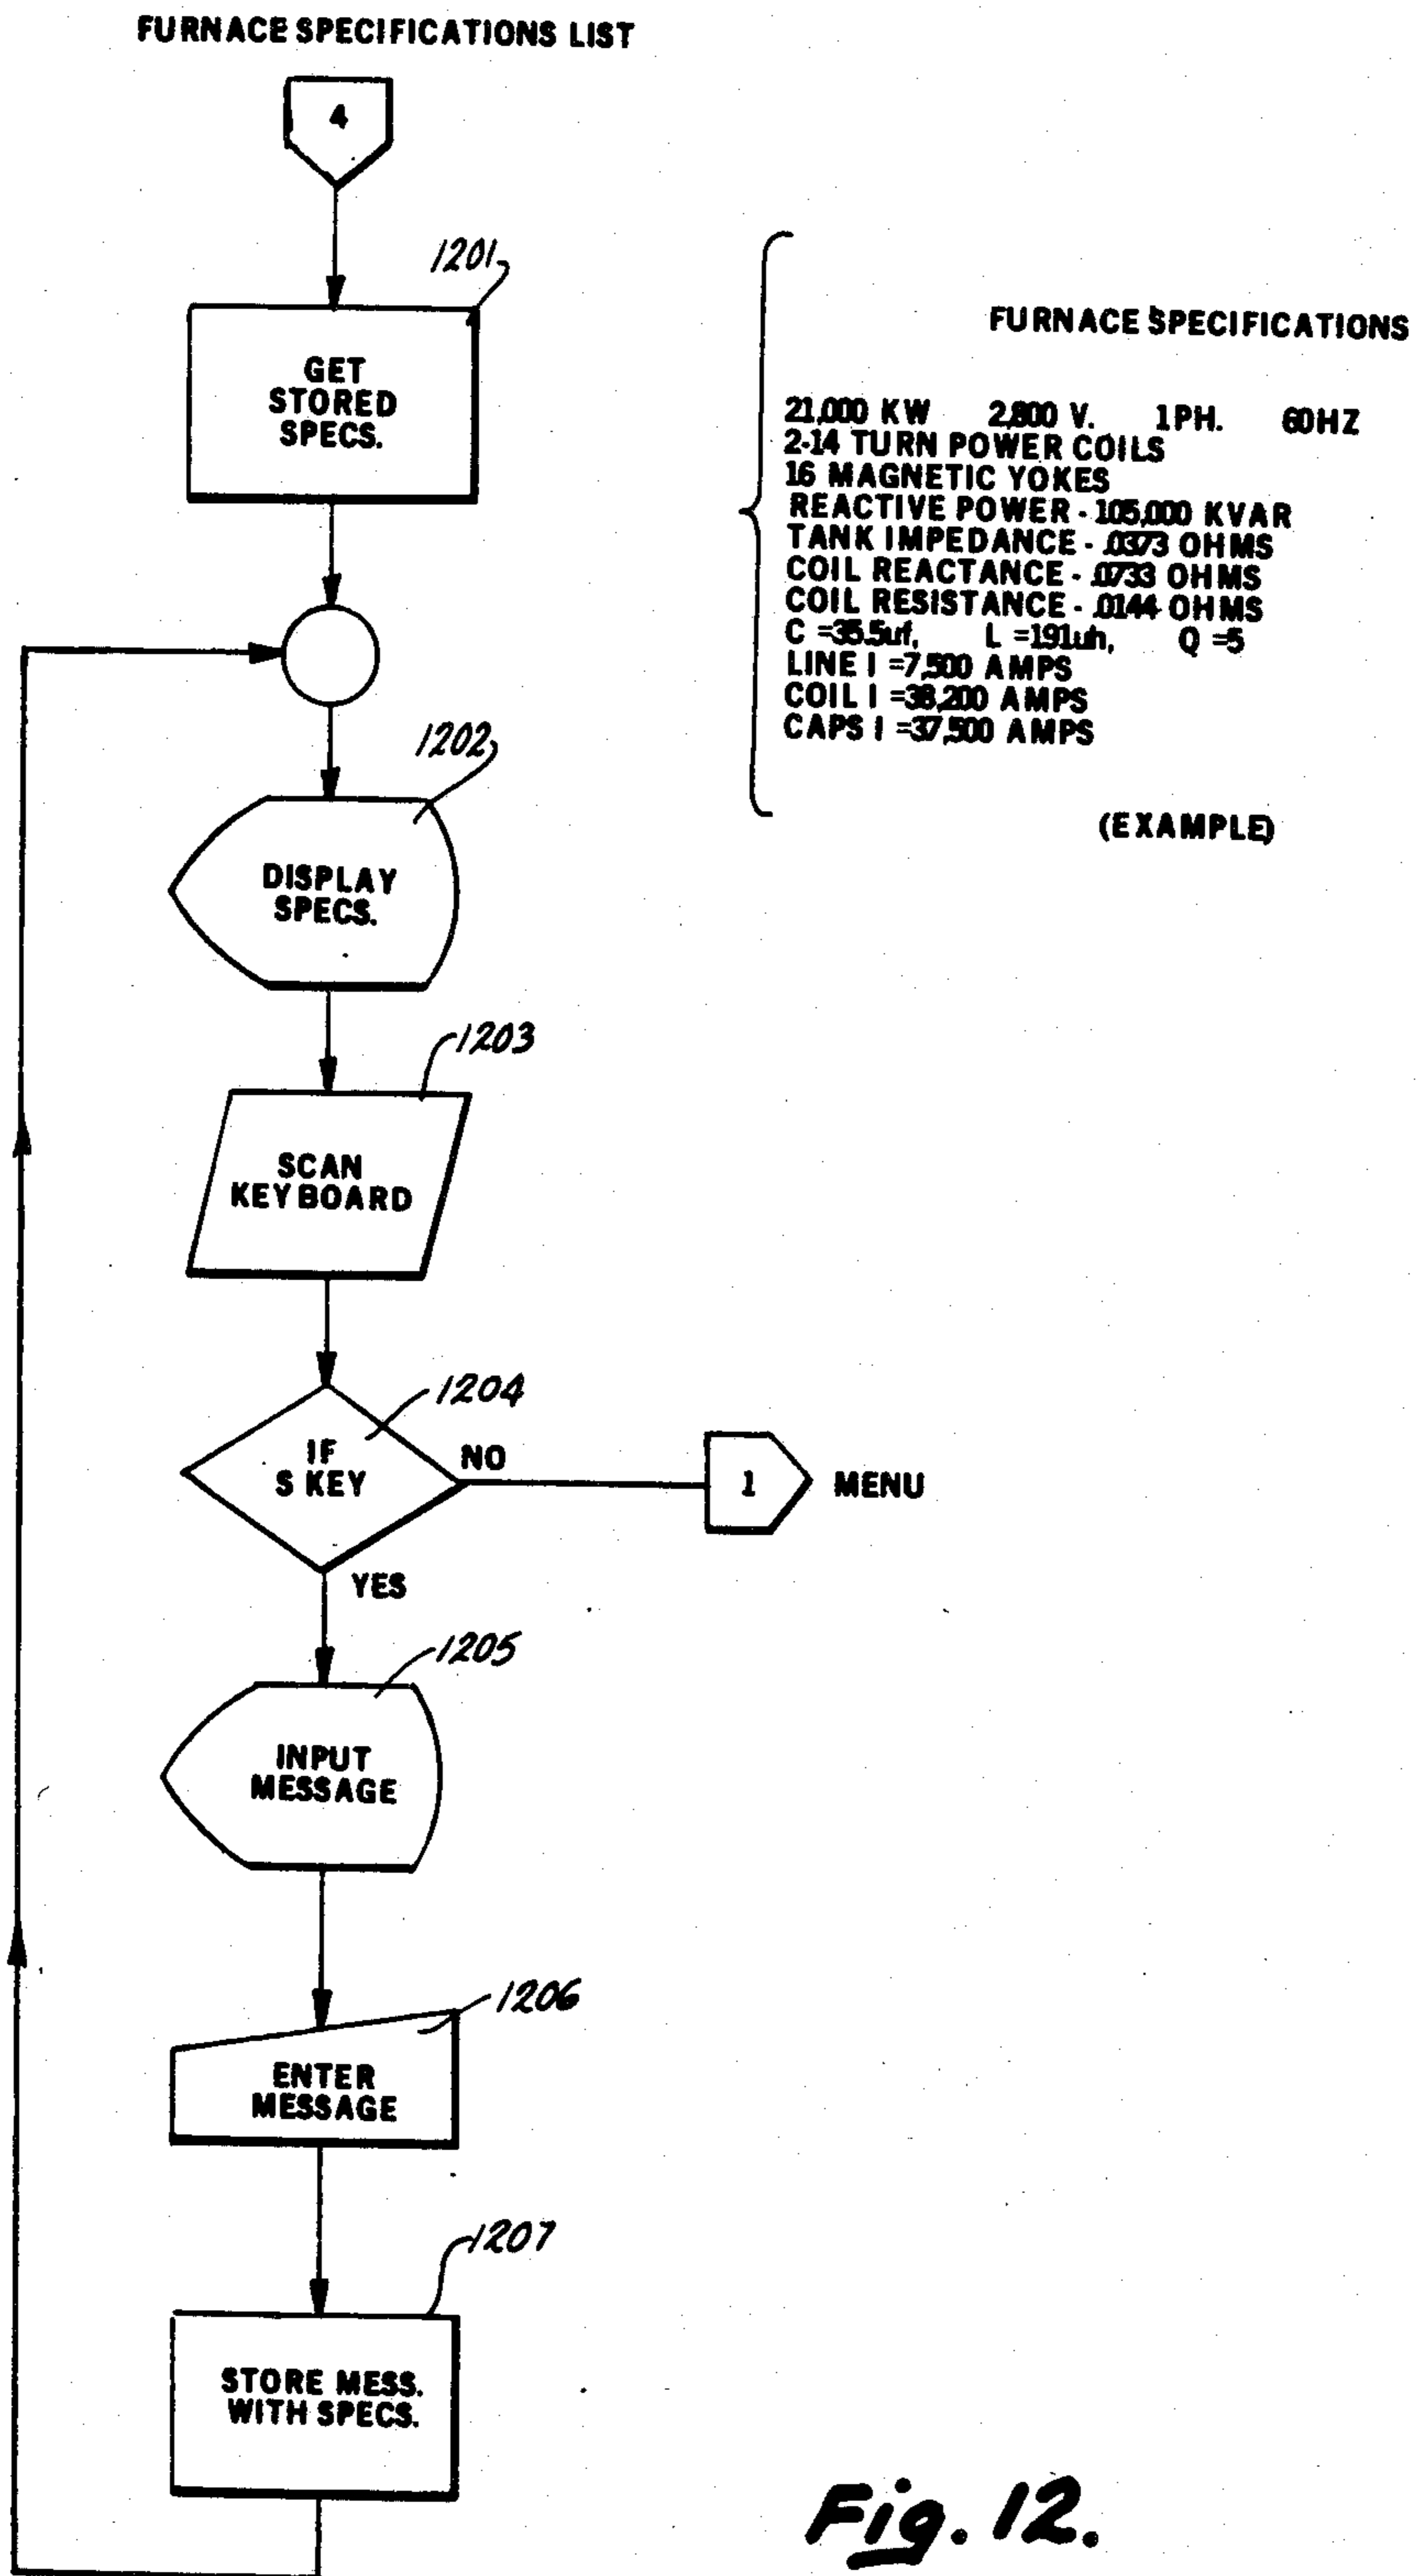 FURNACE SPECIFICATIONS LIST
4
1201
GET
STORED
SPECS.
FURNACE SPECIFICATIONS
21,000 KW 2,800 V. 1PH. 60HZ
2-14 TURN POWER COILS
16 MAGNETIC YOKES
REACTIVE POWER - 105,000 KVAR
TANK IMPEDANCE - .0373 OHMS
COIL REACTANCE - .0733 OHMS
COIL RESISTANCE - .0144 OHMS
C =35.5uf, L =191uh, Q =5
LINE I =7,500 AMPS
COIL I =38,200 AMPS
CAPS I =37,500 AMPS
(EXAMPLE)
1202
DISPLAY
SPECS.
1203
SCAN
KEYBOARD
1204
IF
S KEY
NO
1
MENU
YES
1205
INPUT
MESSAGE
1206
ENTER
MESSAGE
1207
STORE MESS.
WITH SPECS.
Fig. 12.